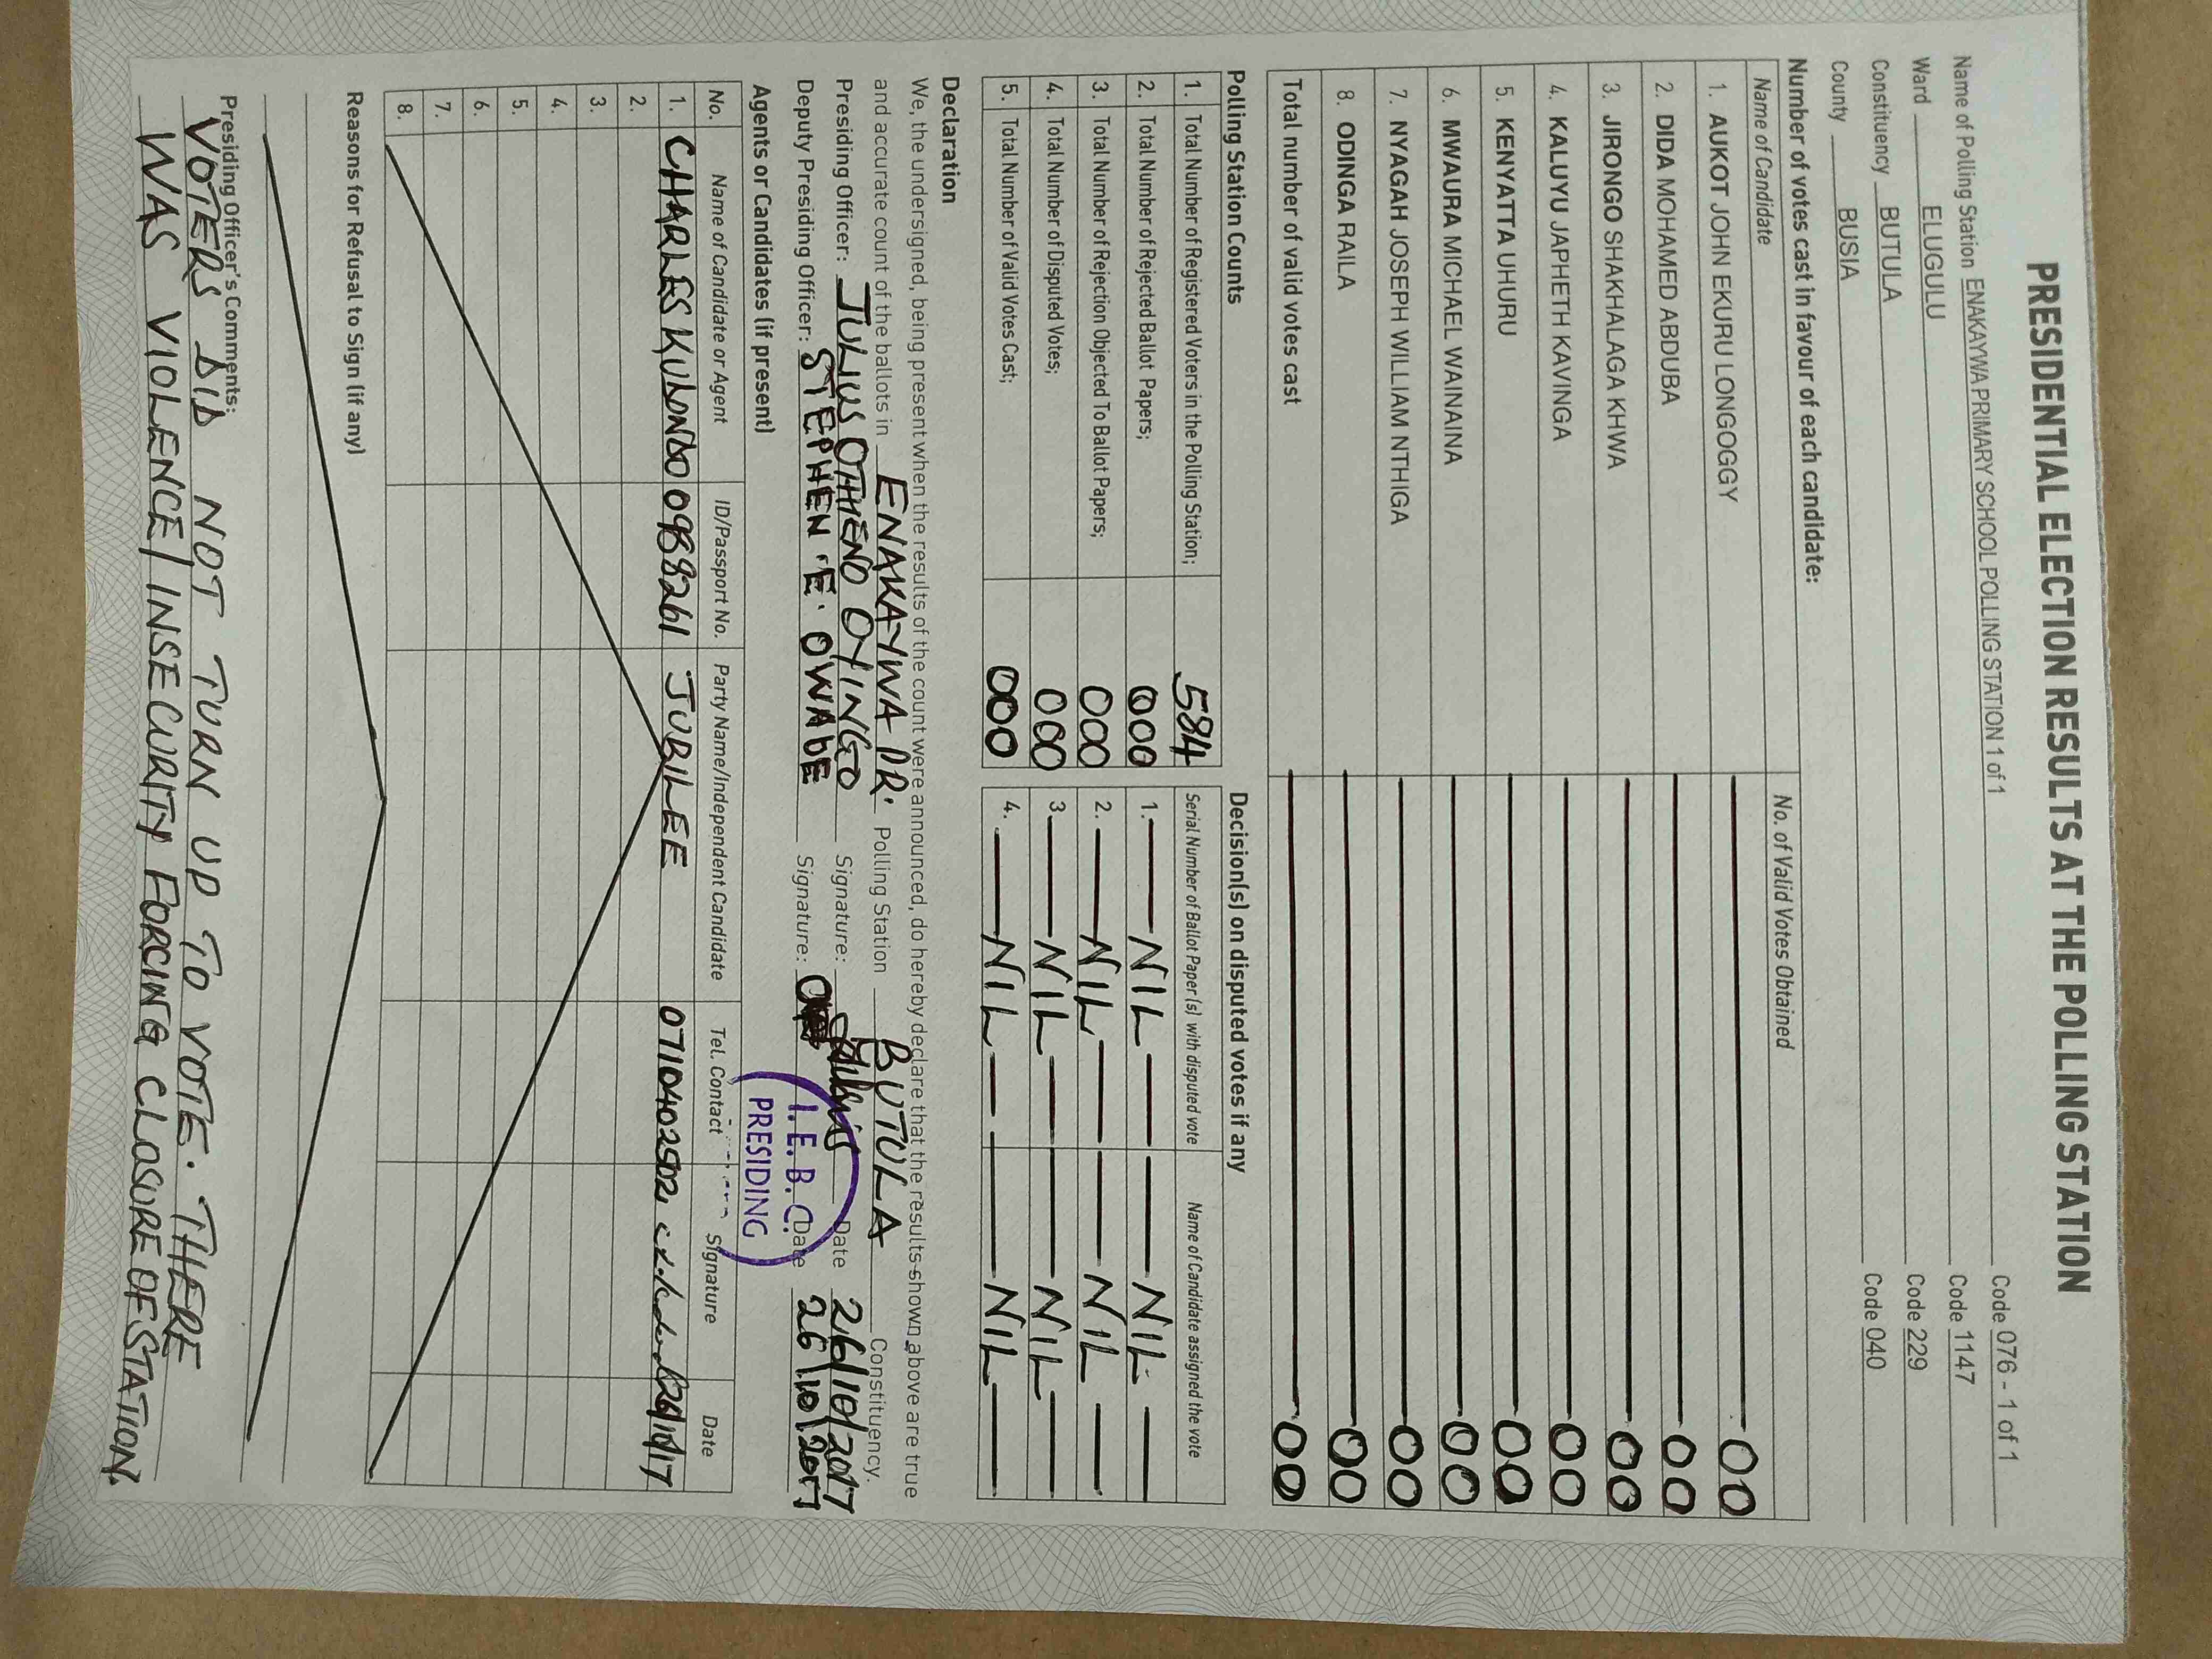 PRESIDENTIAL ELECTION RESULTS AT THE POLLING STATION
Name of Polling Station ENAKAYWA PRIMARY SCHOOL POLLING STATION 1 of 1 Code 076 - 1 of 1
Ward ELUGULU Code 1147
Constituency BUTULA Code 229
County BUSIA Code 040
Number of votes cast in favour of each candidate:
Name of Candidate No. of Valid Votes Obtained
1. AUKOT JOHN EKURU LONGOGGY 00
2. DIDA MOHAMED ABDUBA 00
3. JIRONGO SHAKHALAGA KHWA 00
4. KALUYU JAPHETH KAVINGA 00
5. KENYATTA UHURU 00
6. MWAURA MICHAEL WAINAINA 00
7. NYAGAH JOSEPH WILLIAM NTHIGA 00
8. ODINGA RAILA 00
Total number of valid votes cast 00
Polling Station Counts
1. Total Number of Registered Voters in the Polling Station; 584
2. Total Number of Rejected Ballot Papers; 000
3. Total Number of Rejection Objected To Ballot Papers; 000
4. Total Number of Disputed Votes; 000
5. Total Number of Valid Votes Cast; 000
Decision(s) on disputed votes if any
Serial Number of Ballot Paper (s) with disputed vote Name of Candidate assigned the vote
1. NIL NIL
2. NIL NIL
3. NIL NIL
4. NIL NIL
Declaration
We, the undersigned, being present when the results of the count were announced, do hereby declare that the results shown above are true
and accurate count of the ballots in ENAKAYWA PR. Polling Station BUTULA Constituency.
Presiding Officer: JULIUS OTHENO OYINGO Signature: Date 26/10/2017
Deputy Presiding Officer: STEPHEN 'E'. OWABE Signature: Date 26/10/2017
I. E. B. C.
PRESIDING
Agents or Candidates (if present)
No. Name of Candidate or Agent ID/Passport No. Party Name/Independent Candidate Tel. Contact Signature Date
1. CHARLES KULONDO 0988261 JUBILEE
2.
3.
4.
5.
6.
7.
8.
Reasons for Refusal to Sign (if any)
Presiding Officer's Comments:
VOTERS DID NOT TURN UP TO VOTE. THERE
WAS VIOLENCE/INSECURITY FORCING CLOSURE OF STATION.